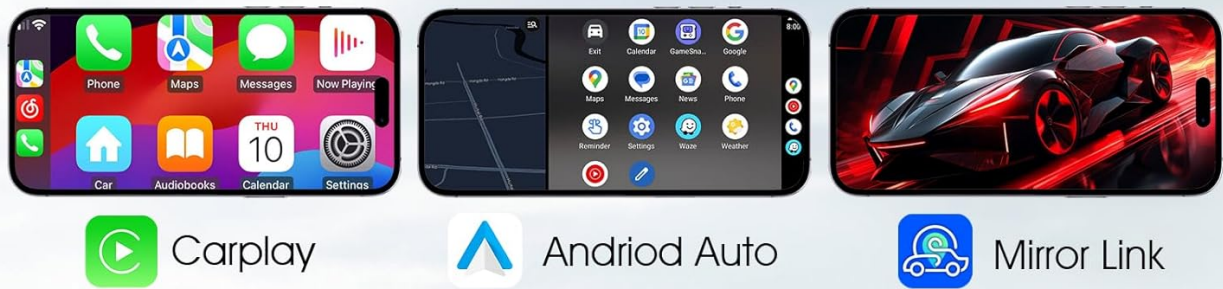 8:00
Exit Calendar GameSna... Google
Phone Maps Messages Now Playing
Maps Messages News Phone
THU
10
Reminder Settings Waze Weather
Car Audiobooks Calendar Settings
Carplay
Andriod Auto
Mirror Link